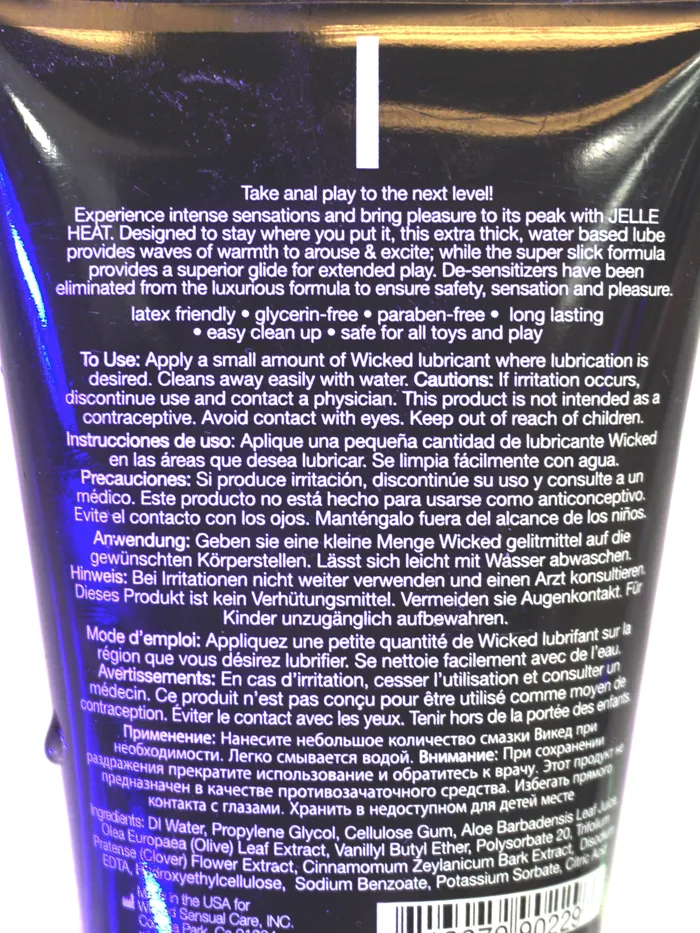 Take anal play to the next level!
Experience intense sensations and bring pleasure to its peak with JELLE
HEAT. Designed to stay where you put it, this extra thick, water based lube
provides waves of warmth to arouse & excite; while the super slick formula
provides a superior glide for extended play. De-sensitizers have been
eliminated from the luxurious formula to ensure safety, sensation and pleasure.
latex friendly • glycerin-free • paraben-free • long lasting
• easy clean up • safe for all toys and play
To Use: Apply a small amount of Wicked lubricant where lubrication is
desired. Cleans away easily with water. Cautions: If irritation occurs,
discontinue use and contact a physician. This product is not intended as a
contraceptive. Avoid contact with eyes. Keep out of reach of children.
Instrucciones de uso: Aplique una pequeña cantidad de lubricante Wicked
en las áreas que desea lubricar. Se limpia fácilmente con agua.
Precauciones: Si produce irritación, discontinúe su uso y consulte a un
médico. Este producto no está hecho para usarse como anticonceptivo.
Evite el contacto con los ojos. Manténgalo fuera del alcance de los niños.
Anwendung: Geben sie eine kleine Menge Wicked gelitmittel auf die
gewünschten Körperstellen. Lässt sich leicht mit Wasser abwaschen.
Hinweis: Bei Irritationen nicht weiter verwenden und einen Arzt konsultieren.
Dieses Produkt ist kein Verhütungsmittel. Vermeiden sie Augenkontakt. Für
Kinder unzugänglich aufbewahren.
Mode d'emploi: Appliquez une petite quantité de Wicked lubrifant sur la
région que vous désirez lubrifier. Se nettoie facilement avec de l'eau.
Avertissements: En cas d'irritation, cesser l'utilisation et consulter un
médecin. Ce produit n'est pas conçu pour être utilisé comme moyen de
contraception. Éviter le contact avec les yeux. Tenir hors de la portée des enfants.
Применение: Нанесите небольшое количество смазки Викед при
необходимости. Легко смывается водой. Внимание: При сохранении
раздражения прекратите использование и обратитесь к врачу. Этот продукт не
предназначен в качестве противозачаточного средства. Избегать прямого
контакта с глазами. Хранить в недоступном для детей месте
Ingredients: DI Water, Propylene Glycol, Cellulose Gum, Aloe Barbadensis Leaf Juice,
Olea Europaea (Olive) Leaf Extract, Vanillyl Butyl Ether, Polysorbate 20, Trifolium
Pratense (Clover) Flower Extract, Cinnamomum Zeylanicum Bark Extract, Disodium
EDTA, Hydroxyethylcellulose, Sodium Benzoate, Potassium Sorbate, Citric Acid
in the USA for
Sensual Care, INC.
Park, Ca
90229